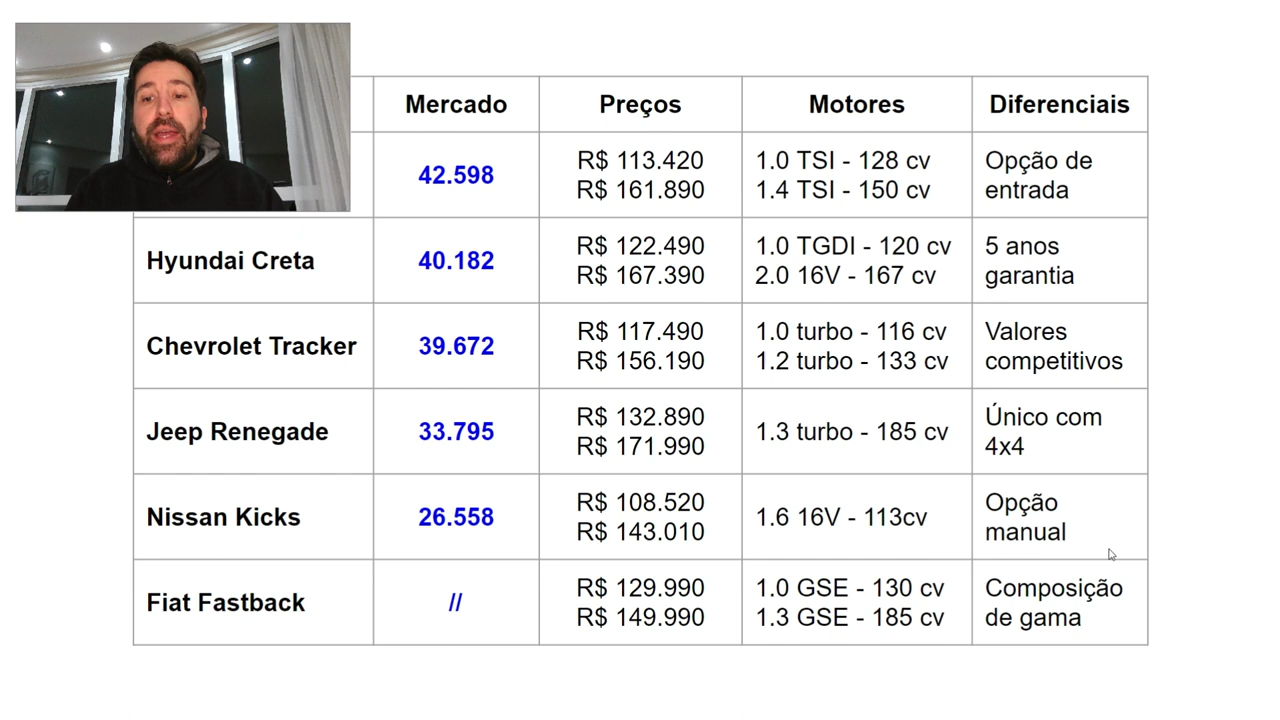 Mercado Preços Motores Diferenciais
42.598 R$ 113.420 1.0 TSI - 128 cv Opção de
R$ 161.890 1.4 TSI - 150 cv entrada
Hyundai Creta 40.182 R$ 122.490 1.0 TGDI - 120 cv 5 anos
R$ 167.390 2.0 16V - 167 cv garantia
Chevrolet Tracker 39.672 R$ 117.490 1.0 turbo - 116 cv Valores
R$ 156.190 1.2 turbo - 133 cv competitivos
Jeep Renegade 33.795 R$ 132.890 1.3 turbo - 185 cv Único com
R$ 171.990 4x4
Nissan Kicks 26.558 R$ 108.520 1.6 16V - 113cv Opção
R$ 143.010 manual
Fiat Fastback // R$ 129.990 1.0 GSE - 130 cv Composição
R$ 149.990 1.3 GSE - 185 cv de gama